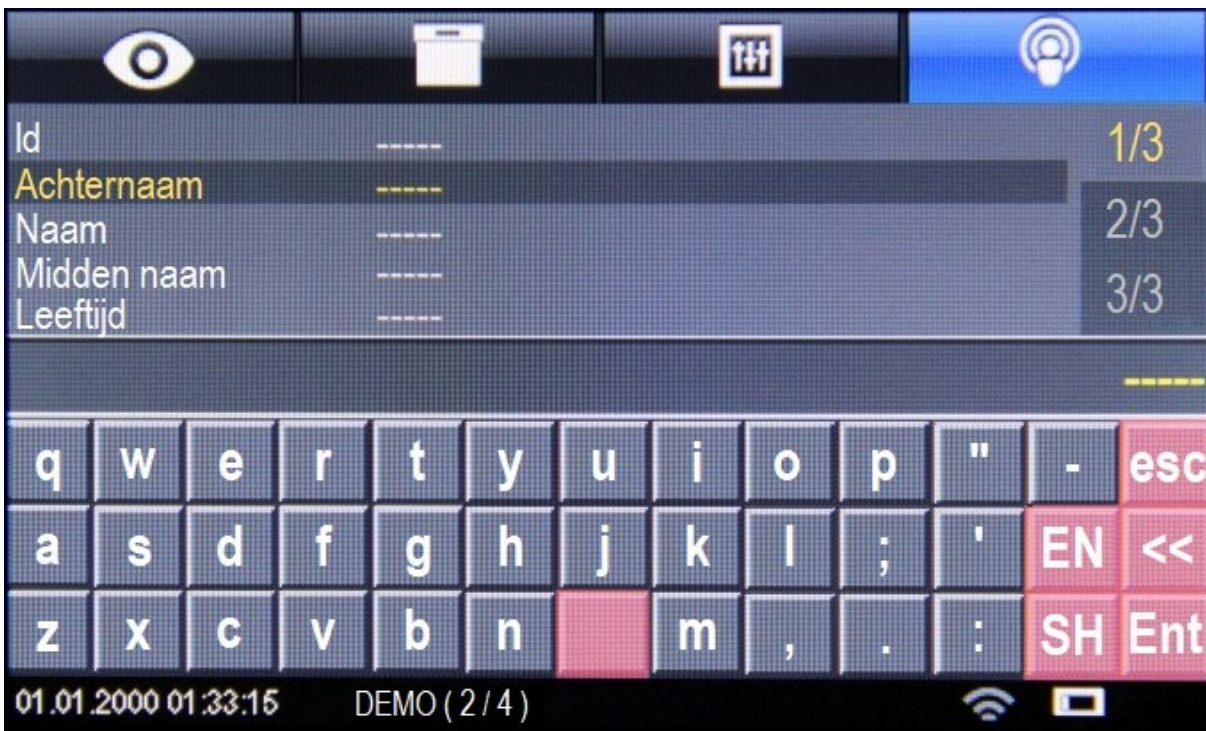 Id -----
1/3
Achternaam -----
Naam -----
2/3
Midden naam -----
3/3
Leeftijd -----
-----
q w e r t y u i o p " - esc
a s d f g h j k l ; ' EN <<
z x c v b n m , . : SH Ent
01.01.2000 01:33:15 DEMO ( 2 / 4 )